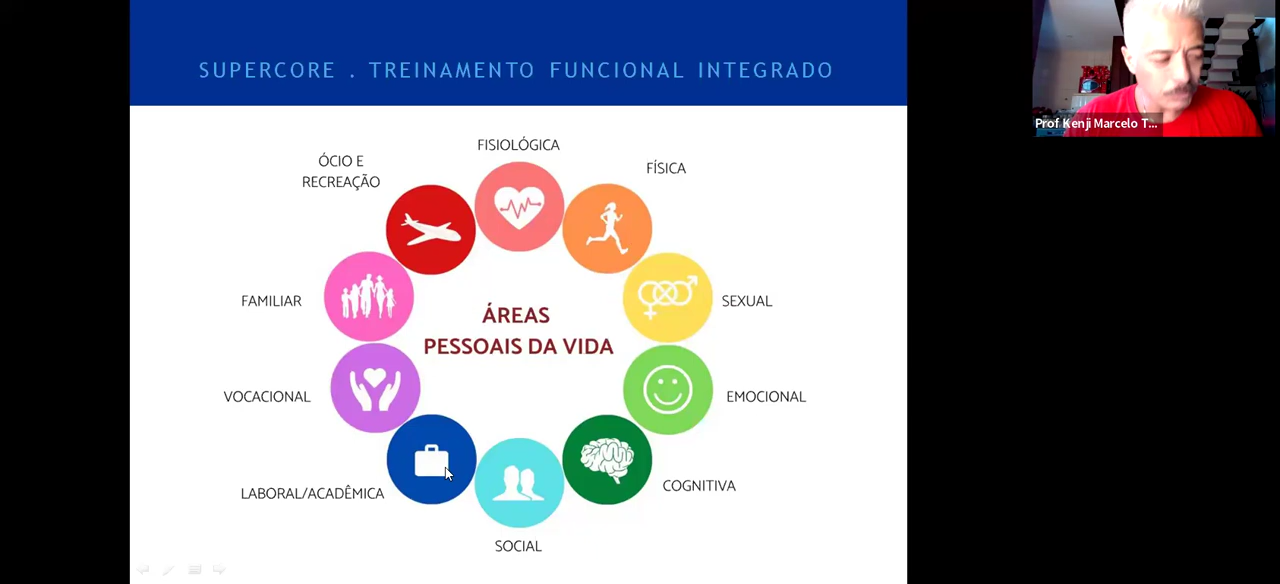 SUPERCORE . TREINAMENTO FUNCIONAL INTEGRADO
Prof Kenji Marcelo T...
FISIOLÓGICA
ÓCIO E
RECREAÇÃO
FÍSICA
FAMILIAR
SEXUAL
ÁREAS
PESSOAIS DA VIDA
VOCACIONAL
EMOCIONAL
LABORAL/ACADÊMICA
COGNITIVA
SOCIAL